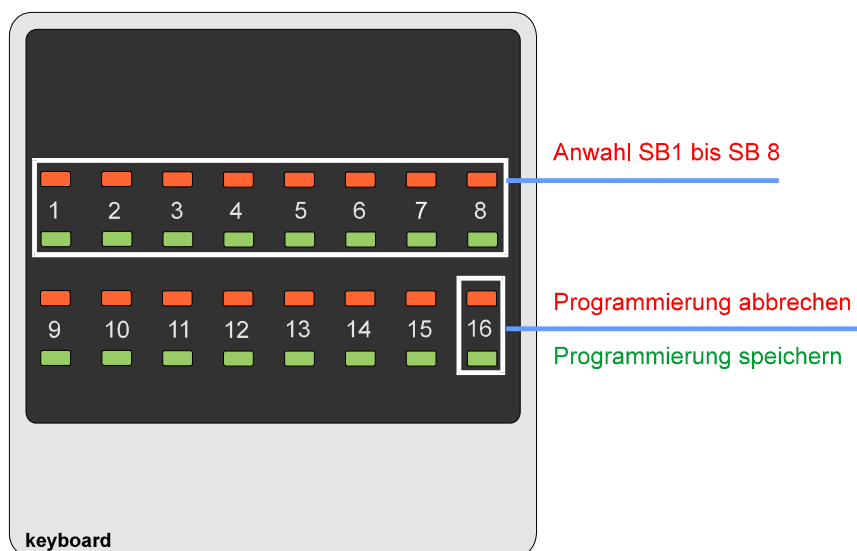 Anwahl SB1 bis SB 8
1 2 3 4 5 6 7 8
Programmierung abbrechen
9 10 11 12 13 14 15 16
Programmierung speichern
keyboard